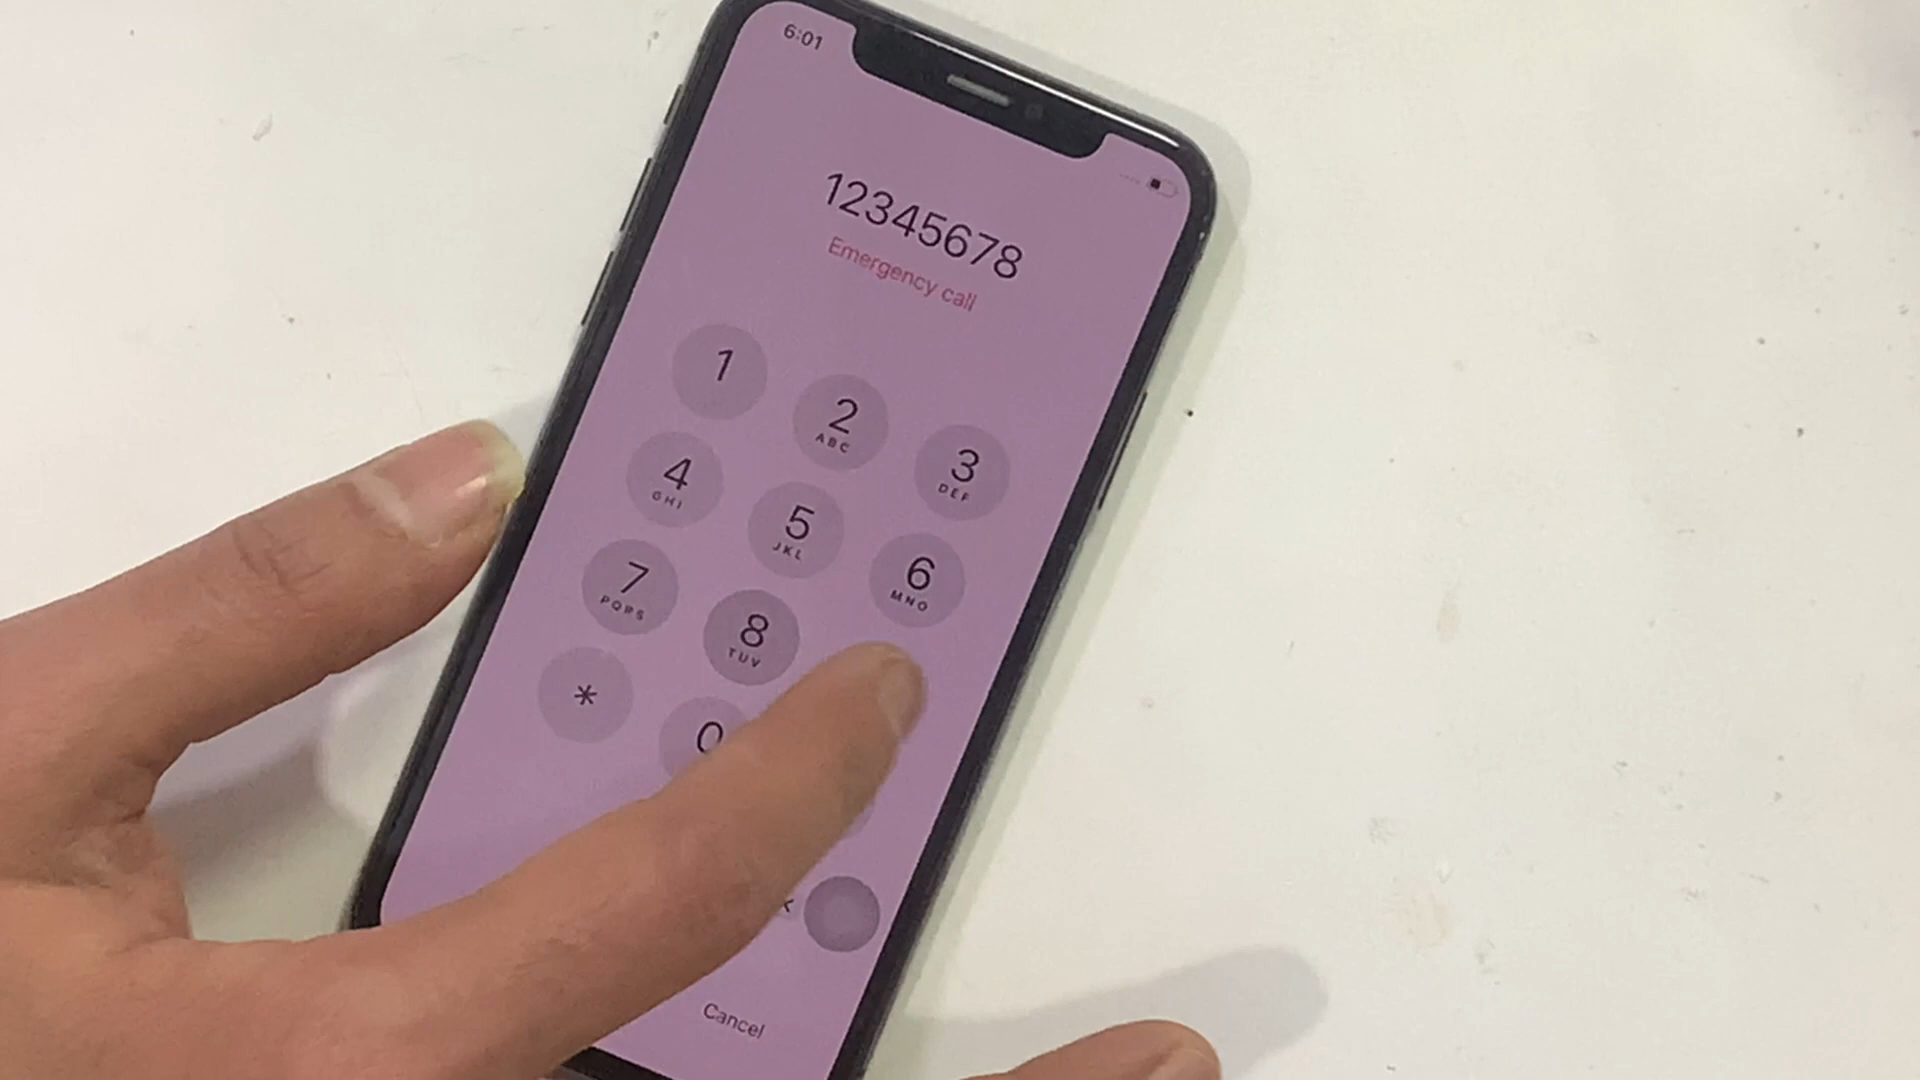 6:01
12345678
Emergency call
1
2
ABC
3
DEF
4
GHI
5
JKL
6
MNO
7
PQRS
8
TUV
*
0
Cancel